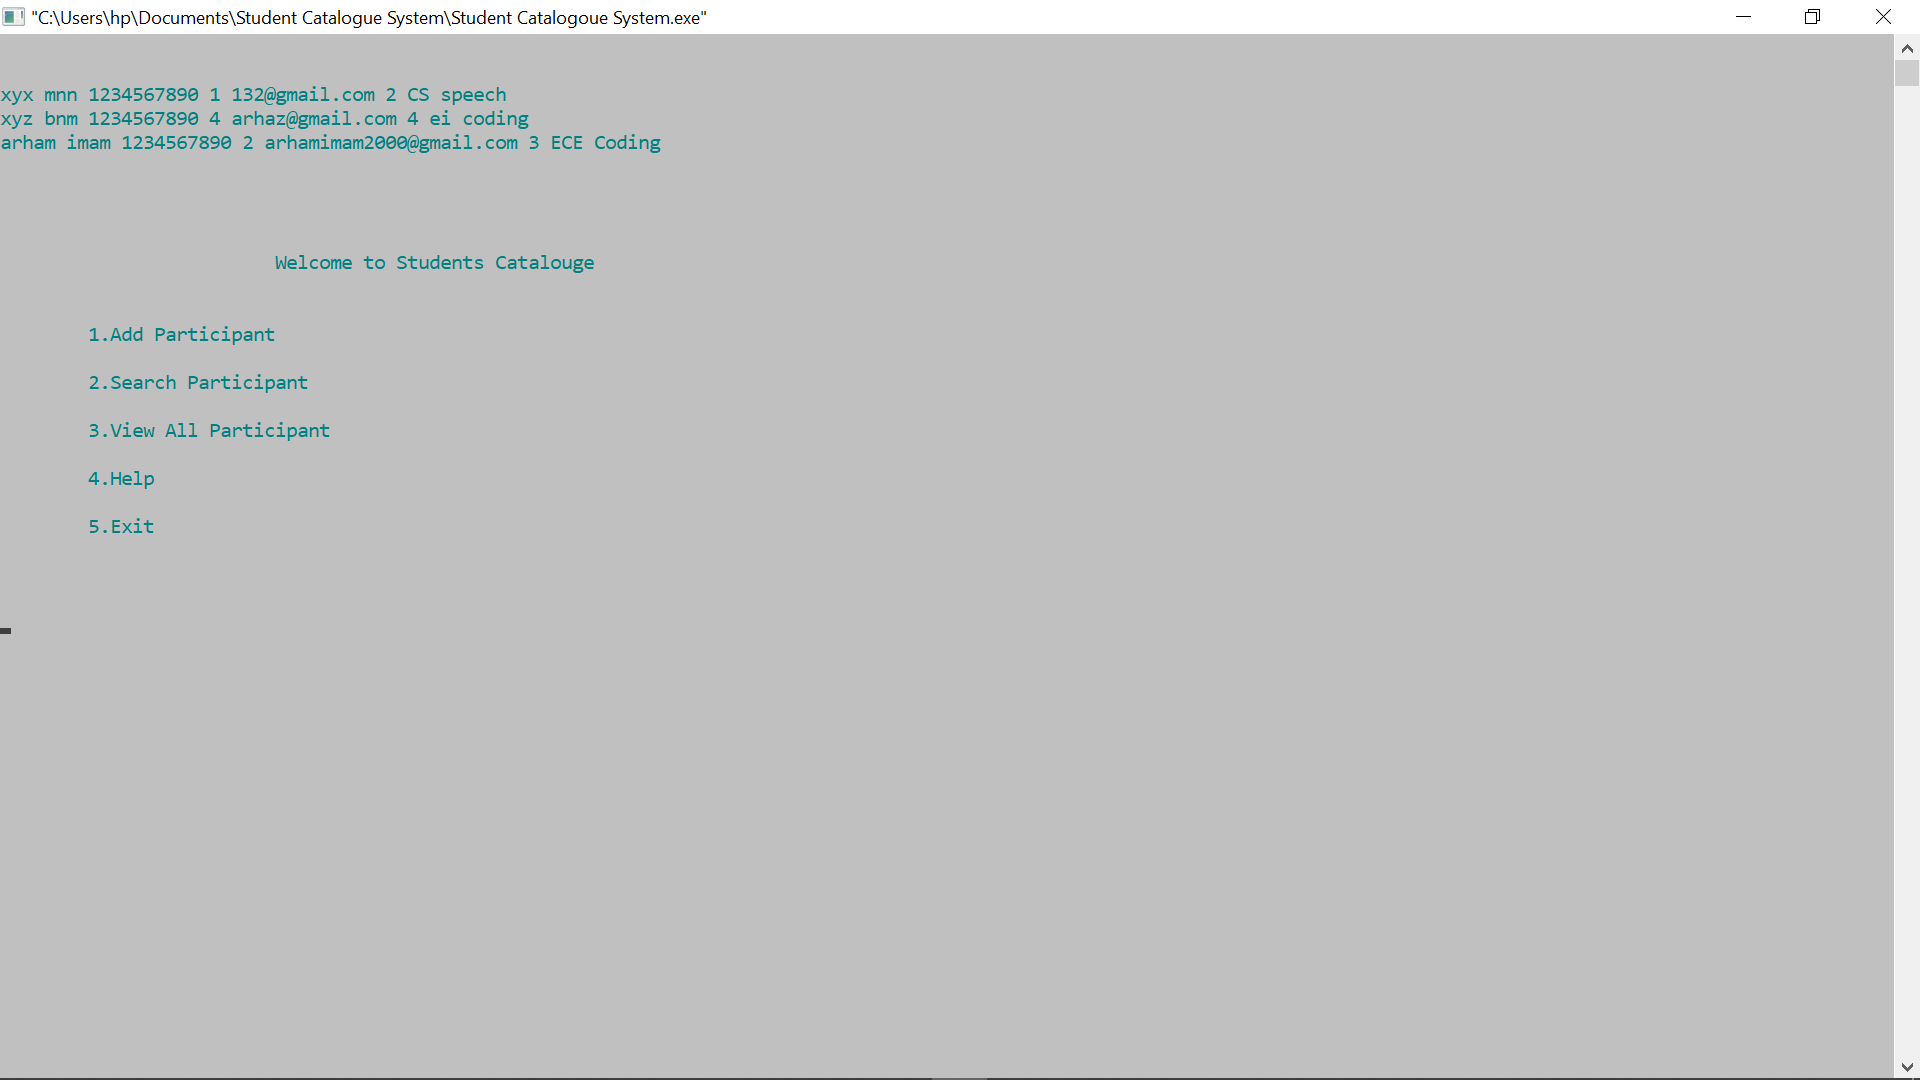 "C:\Users\hp\Documents\Student Catalogue System\Student Catalogoue System.exe"
xyx mnn 1234567890 1 132@gmail.com 2 CS speech
xyz bnm 1234567890 4 arhaz@gmail.com 4 ei coding
arham imam 1234567890 2 arhamimam2000@gmail.com 3 ECE Coding
Welcome to Students Catalouge
1.Add Participant
2.Search Participant
3.View All Participant
4.Help
5.Exit